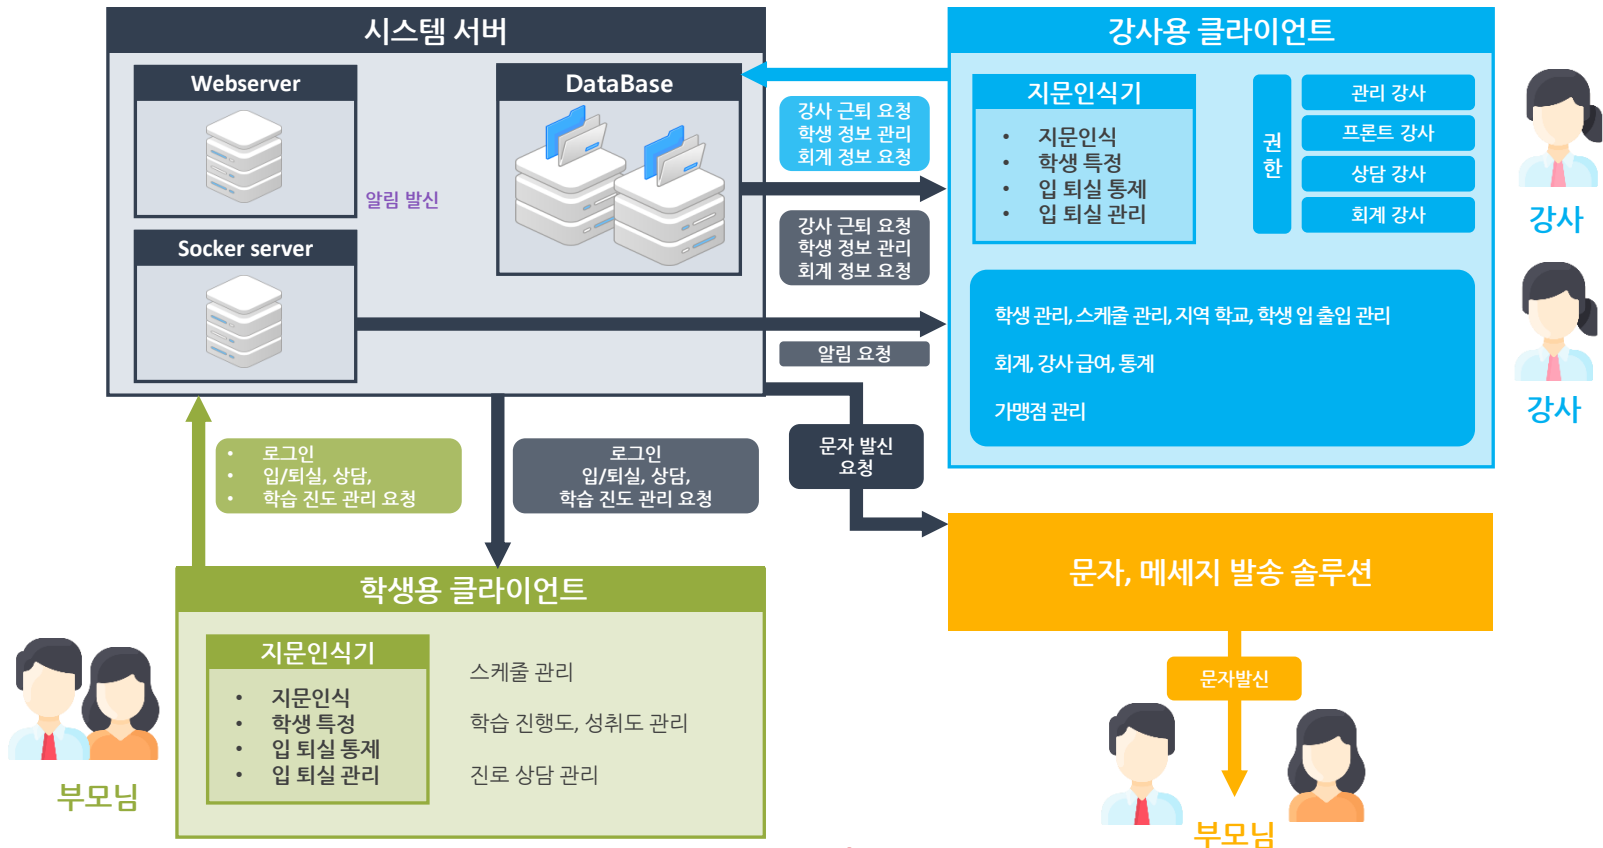 시스템 서버
Webserver
알림 발신
Socker server
DataBase
강사 근퇴 요청
학생 정보 관리
회계 정보 요청
강사 근퇴 요청
학생 정보 관리
회계 정보 요청
알림 요청
강사용 클라이언트
지문인식기
• 지문인식
• 학생 특정
• 입 퇴실 통제
• 입 퇴실 관리
권한
관리 강사
프론트 강사
상담 강사
회계 강사
학생 관리, 스케줄 관리, 지역 학교, 학생 입 출입 관리
회계, 강사 급여, 통계
가맹점 관리
강사
강사
• 로그인
• 입/퇴실, 상담,
• 학습 진도 관리 요청
로그인
입/퇴실, 상담,
학습 진도 관리 요청
문자 발신
요청
학생용 클라이언트
지문인식기
• 지문인식
• 학생 특정
• 입 퇴실 통제
• 입 퇴실 관리
스케줄 관리
학습 진행도, 성취도 관리
진로 상담 관리
부모님
문자, 메세지 발송 솔루션
문자발신
부모님